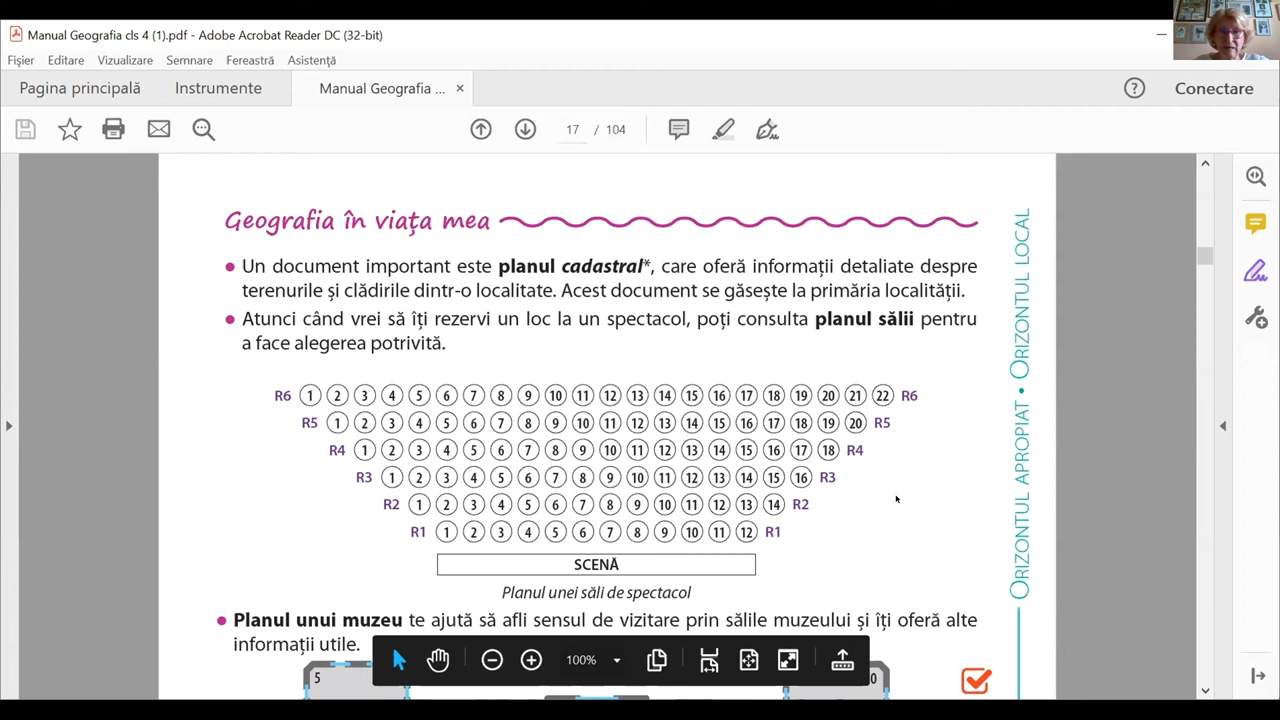 Manual Geografia cls 4 (1).pdf - Adobe Acrobat Reader DC (32-bit)
Fișier Editare Vizualizare Semnare Fereastră Asistență
Pagina principală Instrumente Manual Geografia ... × Conectare
17 / 104
Geografia în viața mea
• Un document important este planul cadastral*, care oferă informații detaliate despre
terenurile și clădirile dintr-o localitate. Acest document se găsește la primăria localității.
• Atunci când vrei să îți rezervi un loc la un spectacol, poți consulta planul sălii pentru
a face alegerea potrivită.
R6 1 2 3 4 5 6 7 8 9 10 11 12 13 14 15 16 17 18 19 20 21 22 R6
R5 1 2 3 4 5 6 7 8 9 10 11 12 13 14 15 16 17 18 19 20 R5
R4 1 2 3 4 5 6 7 8 9 10 11 12 13 14 15 16 17 18 R4
R3 1 2 3 4 5 6 7 8 9 10 11 12 13 14 15 16 R3
R2 1 2 3 4 5 6 7 8 9 10 11 12 13 14 R2
R1 1 2 3 4 5 6 7 8 9 10 11 12 R1
SCENĂ
Planul unei săli de spectacol
• Planul unui muzeu te ajută să afli sensul de vizitare prin sălile muzeului și îți oferă alte
informații utile.
5
100%
ORIZONTUL APROPIAT • ORIZONTUL LOCAL